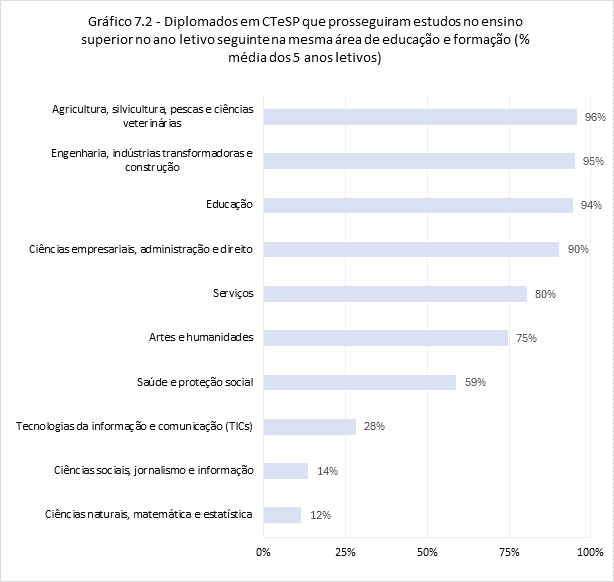 Gráfico 7.2 - Diplomados em CTeSP que prosseguiram estudos no ensino
superior no ano letivo seguinte na mesma área de educação e formação (%
média dos 5 anos letivos)
Agricultura, silvicultura, pescas e ciências
veterinárias
96%
Engenharia, indústrias transformadoras e
construção
95%
Educação
94%
Ciências empresariais, administração e direito
90%
Serviços
80%
Artes e humanidades
75%
Saúde e proteção social
59%
Tecnologias da informação e comunicação (TICs)
28%
Ciências sociais, jornalismo e informação
14%
Ciências naturais, matemática e estatística
12%
0% 25% 50% 75% 100%